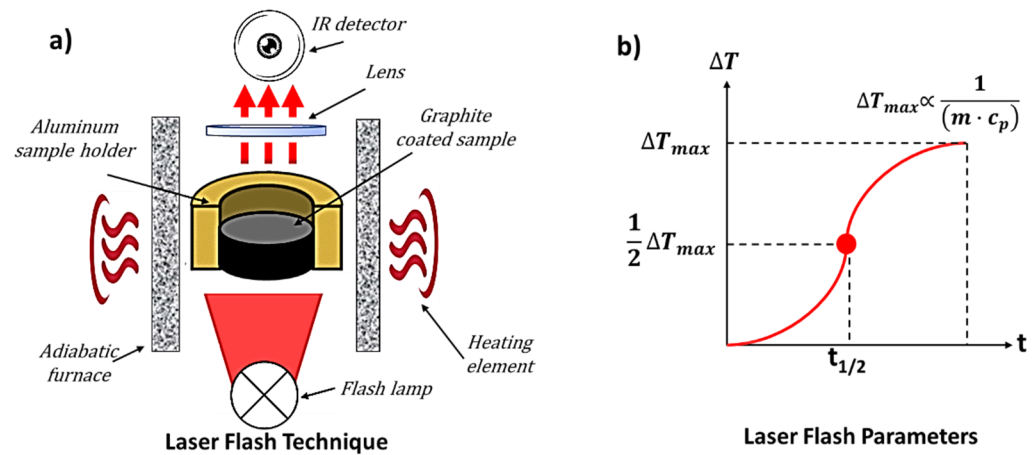 a)
IR detector
Lens
Graphite
coated sample
Aluminum
sample holder
Adiabatic
furnace
Heating
element
Flash lamp
Laser Flash Technique
b)
ΔT
ΔT_max ∝ 1/(m · c_p)
ΔT_max
1/2 ΔT_max
t_1/2
t
Laser Flash Parameters